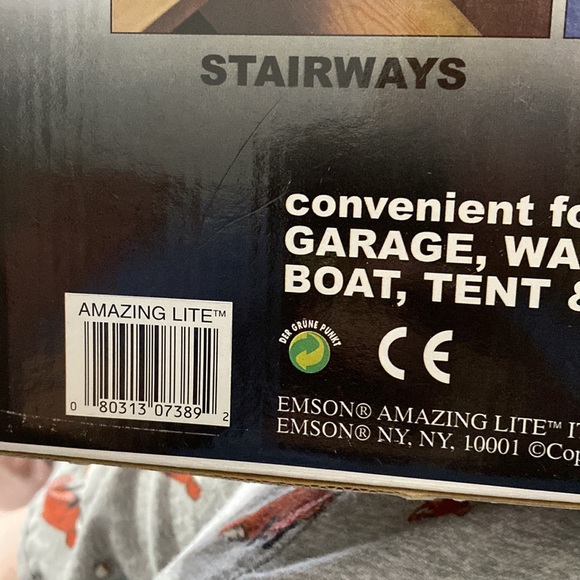 STAIRWAYS
convenient fo
GARAGE, WA
BOAT, TENT &
AMAZING LITE™
0 80313 07389 2
DER GRÜNE PUNKT
CE
EMSON® AMAZING LITE™ IT
EMSON® NY, NY, 10001 ©Cop